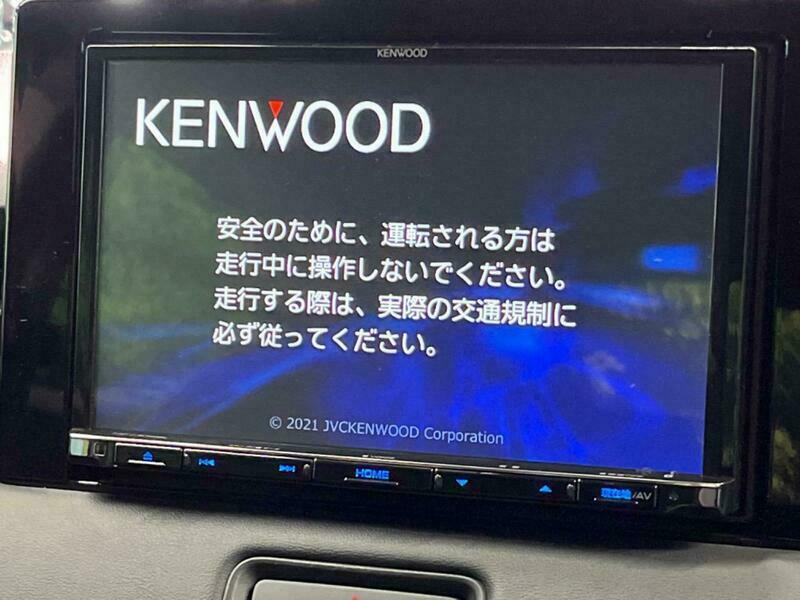 KENWOOD
KENWOOD
安全のために、運転される方は
走行中に操作しないでください。
走行する際は、実際の交通規制に
必ず従ってください。
© 2021 JVCKENWOOD Corporation
HOME
現在地/AV